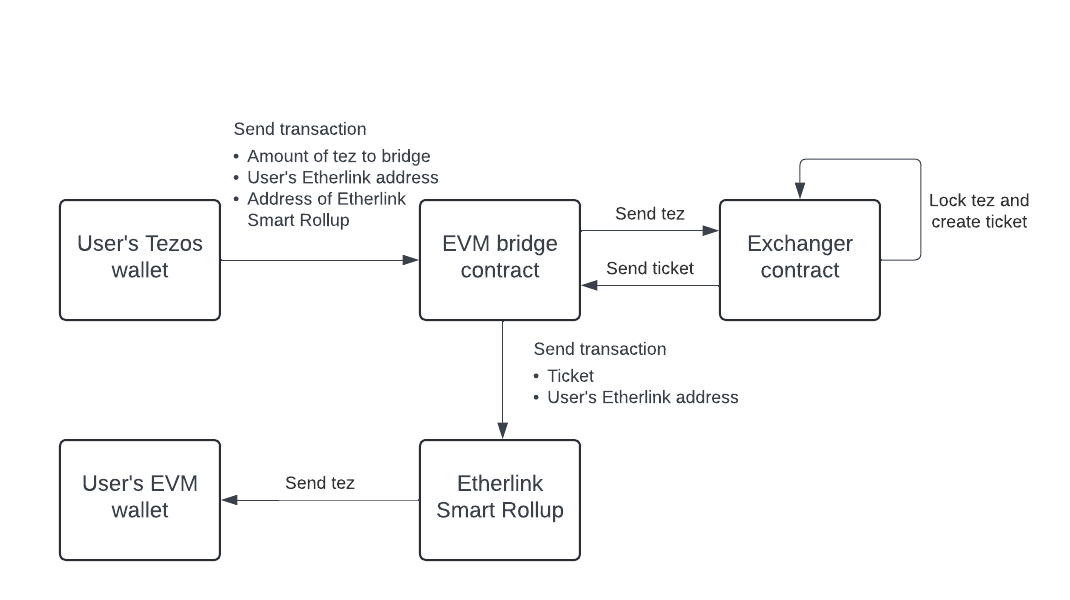 Send transaction
• Amount of tez to bridge
• User's Etherlink address
• Address of Etherlink
Smart Rollup
User's Tezos
wallet
EVM bridge
contract
Send tez
Send ticket
Exchanger
contract
Lock tez and
create ticket
Send transaction
• Ticket
• User's Etherlink address
User's EVM
wallet
Send tez
Etherlink
Smart Rollup